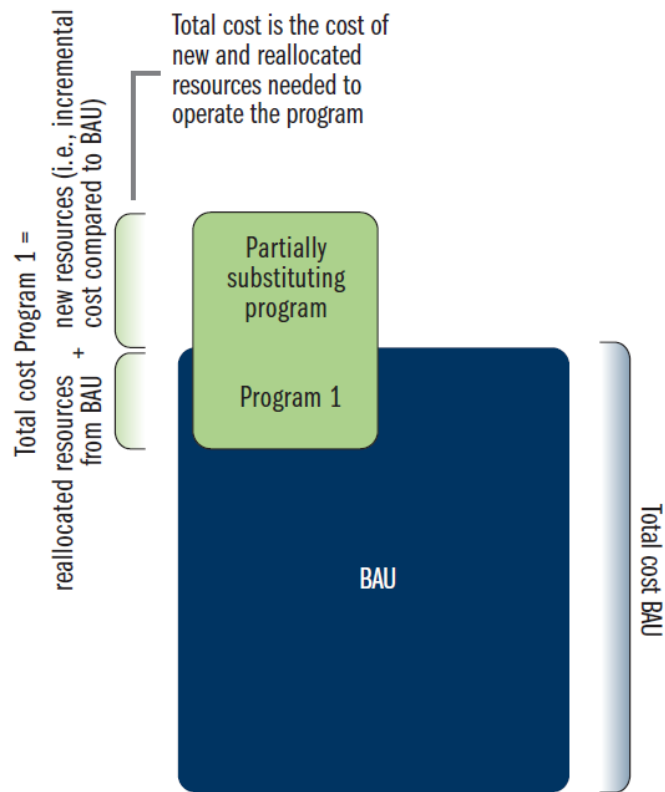 Total cost is the cost of
new and reallocated
resources needed to
operate the program
Total cost Program 1 =
reallocated resources + new resources (i.e., incremental
from BAU cost compared to BAU)
Partially
substituting
program
Program 1
BAU
Total cost BAU